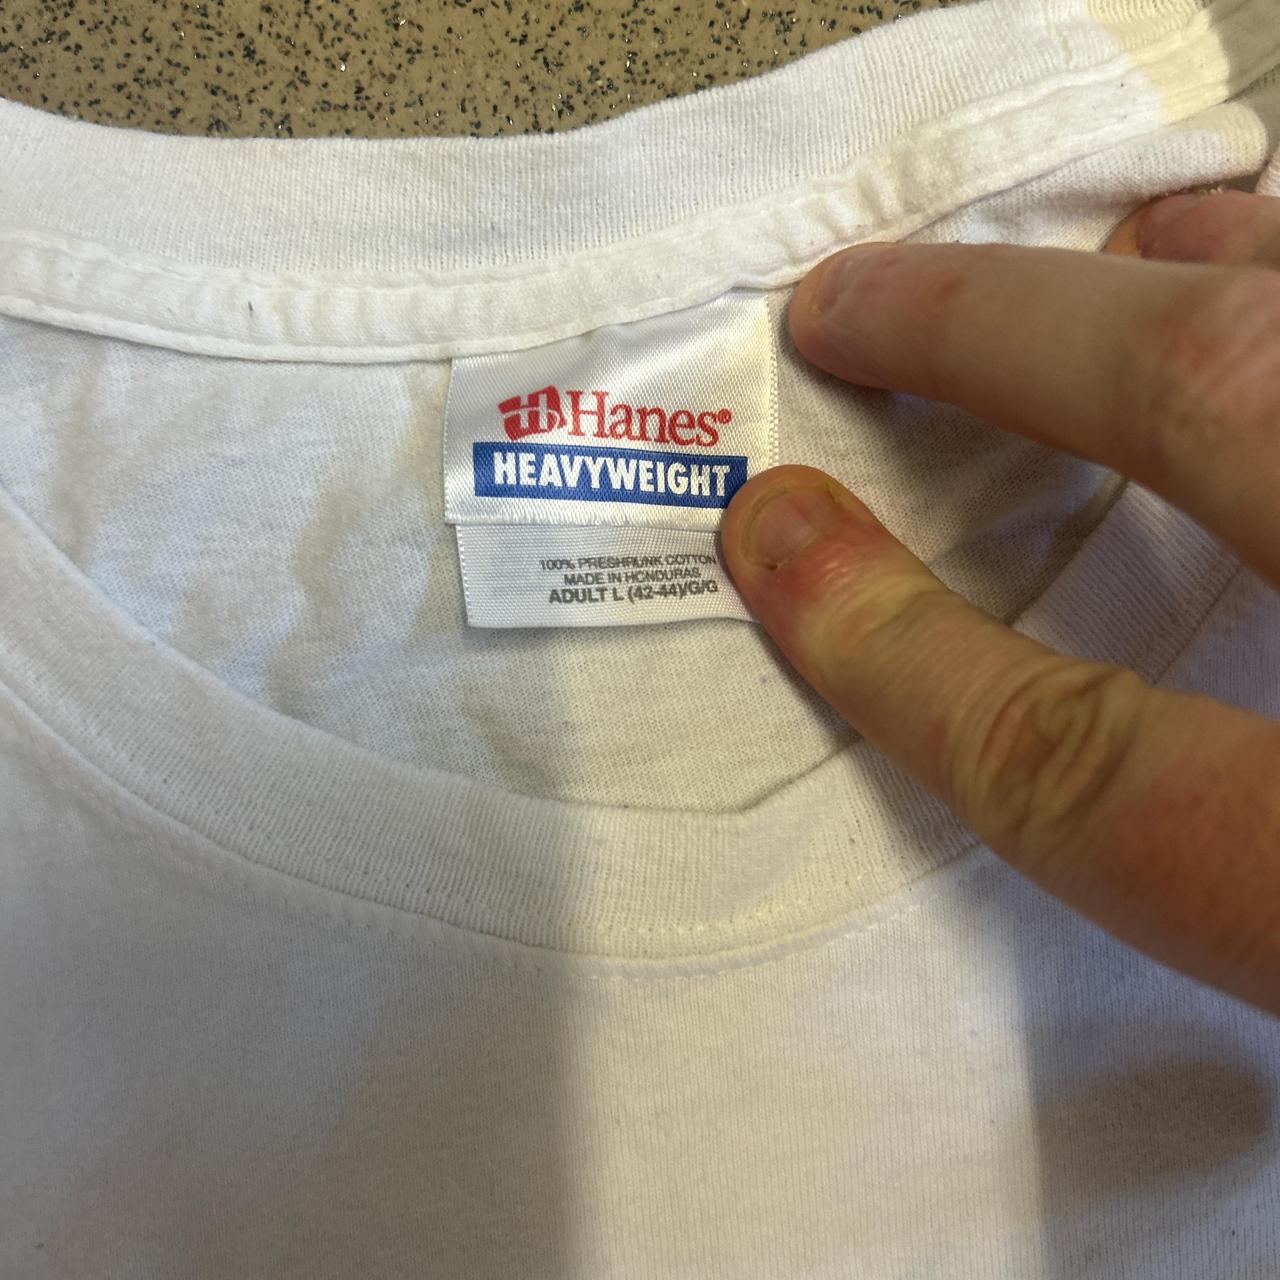 Hanes®
HEAVYWEIGHT
100% PRESHRUNK COTTON
MADE IN HONDURAS
ADULT L (42-44)/G/G